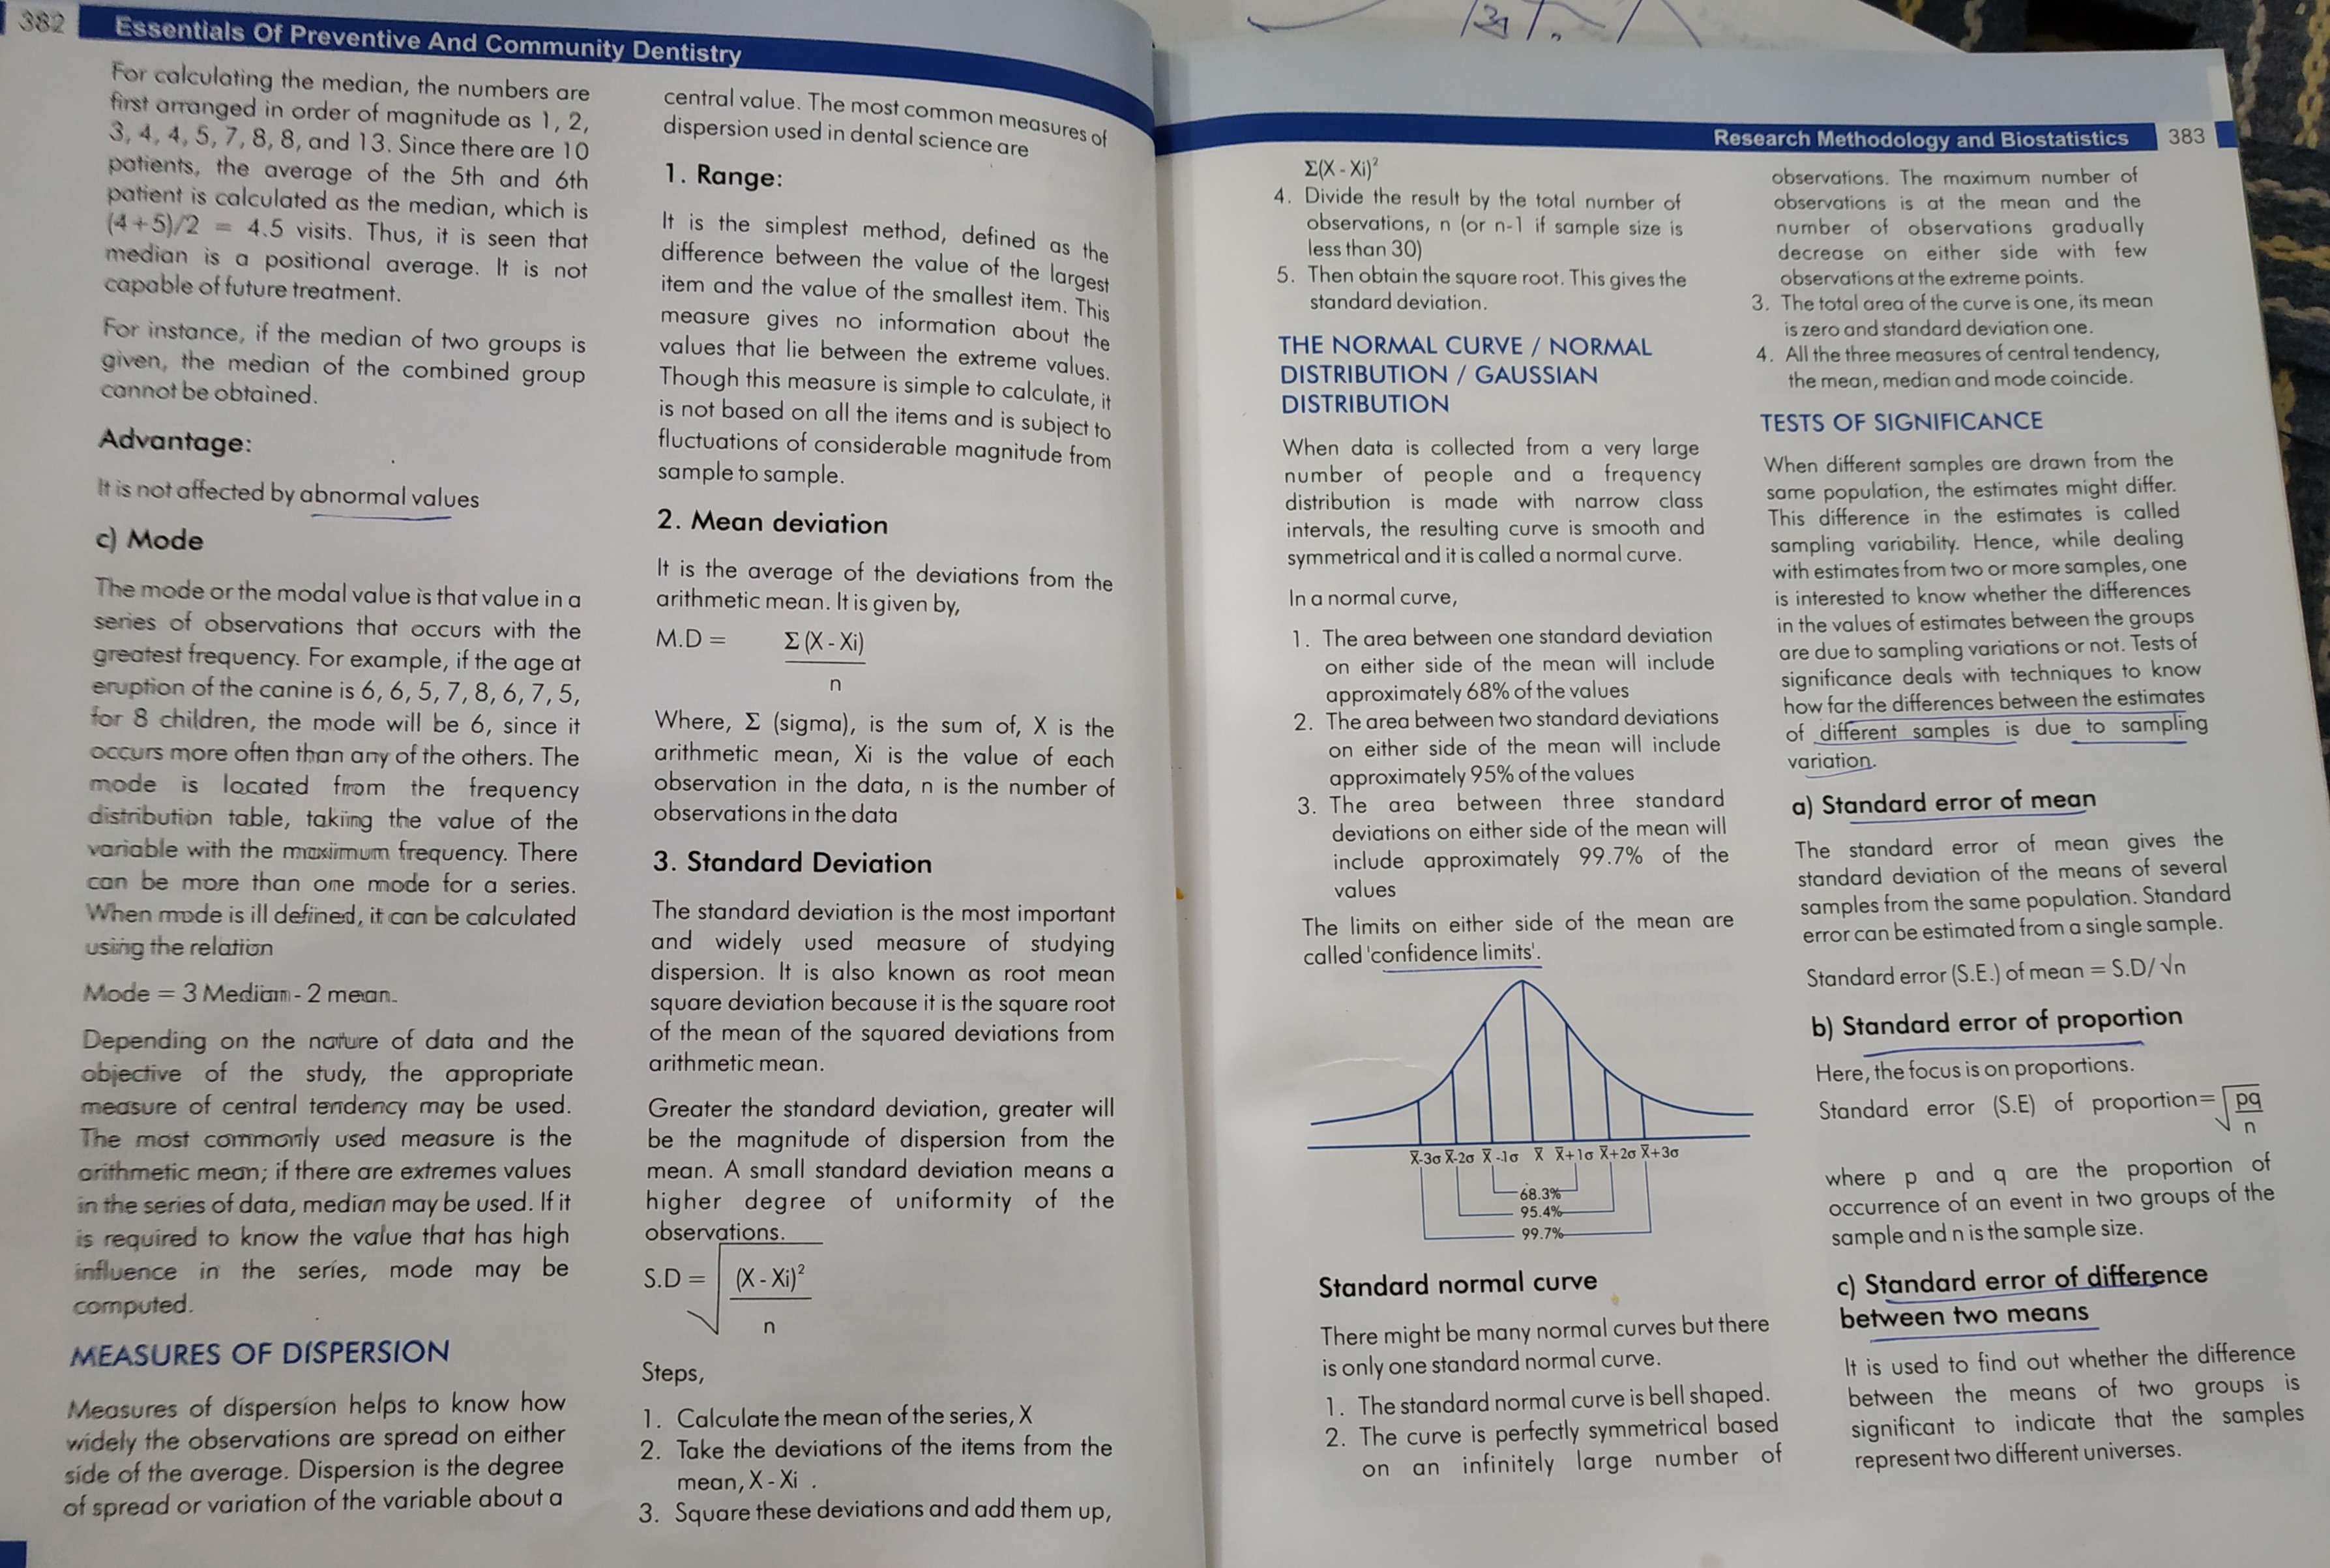 382
Essentials Of Preventive And Community Dentistry
For calculating the median, the numbers are
first arranged in order of magnitude as 1, 2,
3, 4, 4, 5, 7, 8, 8, and 13. Since there are 10
patients, the average of the 5th and 6th
patient is calculated as the median, which is
(4+5)/2 = 4.5 visits. Thus, it is seen that
median is a positional average. It is not
capable of future treatment.
For instance, if the median of two groups is
given, the median of the combined group
cannot be obtained.
Advantage:
It is not affected by abnormal values
c) Mode
The mode or the modal value is that value in a
series of observations that occurs with the
greatest frequency. For example, if the age at
eruption of the canine is 6, 6, 5, 7, 8, 6, 7, 5,
for 8 children, the mode will be 6, since it
occurs more often than any of the others. The
mode is located from the frequency
distribution table, taking the value of the
variable with the maximum frequency. There
can be more than one mode for a series.
When mode is ill defined, it can be calculated
using the relation
Mode = 3 Median - 2 mean.
Depending on the nature of data and the
objective of the study, the appropriate
measure of central tendency may be used.
The most commonly used measure is the
arithmetic mean; if there are extremes values
in the series of data, median may be used. If it
is required to know the value that has high
influence in the series, mode may be
computed.
MEASURES OF DISPERSION
Measures of dispersion helps to know how
widely the observations are spread on either
side of the average. Dispersion is the degree
of spread or variation of the variable about a
central value. The most common measures of
dispersion used in dental science are
1. Range:
It is the simplest method, defined as the
difference between the value of the largest
item and the value of the smallest item. This
measure gives no information about the
values that lie between the extreme values.
Though this measure is simple to calculate, it
is not based on all the items and is subject to
fluctuations of considerable magnitude from
sample to sample.
2. Mean deviation
It is the average of the deviations from the
arithmetic mean. It is given by,
M.D = Σ (X - Xi)
n
Where, Σ (sigma), is the sum of, X is the
arithmetic mean, Xi is the value of each
observation in the data, n is the number of
observations in the data
3. Standard Deviation
The standard deviation is the most important
and widely used measure of studying
dispersion. It is also known as root mean
square deviation because it is the square root
of the mean of the squared deviations from
arithmetic mean.
Greater the standard deviation, greater will
be the magnitude of dispersion from the
mean. A small standard deviation means a
higher degree of uniformity of the
observations.
S.D = √ (X - Xi)²
n
Steps,
1. Calculate the mean of the series, X
2. Take the deviations of the items from the
mean, X - Xi .
3. Square these deviations and add them up,
Research Methodology and Biostatistics
383
Σ(X - Xi)²
4. Divide the result by the total number of
observations, n (or n-1 if sample size is
less than 30)
5. Then obtain the square root. This gives the
standard deviation.
THE NORMAL CURVE / NORMAL
DISTRIBUTION / GAUSSIAN
DISTRIBUTION
When data is collected from a very large
number of people and a frequency
distribution is made with narrow class
intervals, the resulting curve is smooth and
symmetrical and it is called a normal curve.
In a normal curve,
1. The area between one standard deviation
on either side of the mean will include
approximately 68% of the values
2. The area between two standard deviations
on either side of the mean will include
approximately 95% of the values
3. The area between three standard
deviations on either side of the mean will
include approximately 99.7% of the
values
The limits on either side of the mean are
called 'confidence limits'.
X̅-3σ X̅-2σ X̅-1σ X̅ X̅+1σ X̅+2σ X̅+3σ
68.3%
95.4%
99.7%
Standard normal curve
There might be many normal curves but there
is only one standard normal curve.
1. The standard normal curve is bell shaped.
2. The curve is perfectly symmetrical based
on an infinitely large number of
observations. The maximum number of
observations is at the mean and the
number of observations gradually
decrease on either side with few
observations at the extreme points.
3. The total area of the curve is one, its mean
is zero and standard deviation one.
4. All the three measures of central tendency,
the mean, median and mode coincide.
TESTS OF SIGNIFICANCE
When different samples are drawn from the
same population, the estimates might differ.
This difference in the estimates is called
sampling variability. Hence, while dealing
with estimates from two or more samples, one
is interested to know whether the differences
in the values of estimates between the groups
are due to sampling variations or not. Tests of
significance deals with techniques to know
how far the differences between the estimates
of different samples is due to sampling
variation.
a) Standard error of mean
The standard error of mean gives the
standard deviation of the means of several
samples from the same population. Standard
error can be estimated from a single sample.
Standard error (S.E.) of mean = S.D/ √n
b) Standard error of proportion
Here, the focus is on proportions.
Standard error (S.E) of proportion= √ pq
n
where p and q are the proportion of
occurrence of an event in two groups of the
sample and n is the sample size.
c) Standard error of difference
between two means
It is used to find out whether the difference
between the means of two groups is
significant to indicate that the samples
represent two different universes.